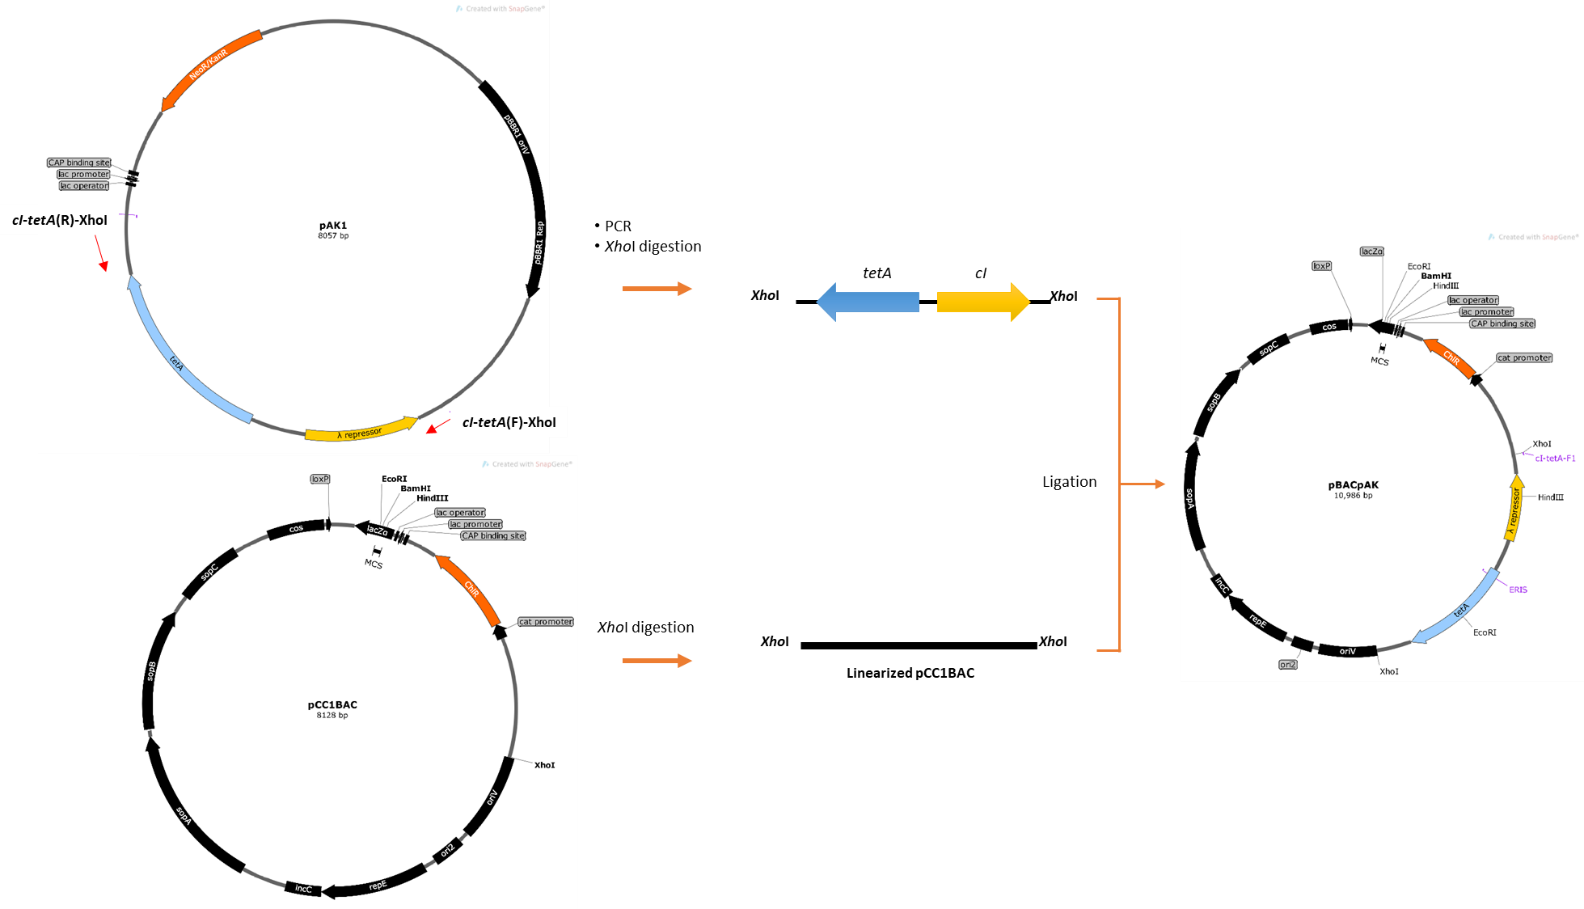 Created with SnapGene®
NeoR/KanR
pBBR1 oriV
CAP binding site
lac promoter
lac operator
cI-tetA(R)-XhoI
pAK1
8057 bp
pBBR1 Rep
tetA
λ repressor
cI-tetA(F)-XhoI
• PCR
• XhoI digestion
tetA
cI
XhoI
XhoI
Created with SnapGene®
loxP
EcoRI
BamHI
HindIII
lac operator
lac promoter
CAP binding site
cos
lacZα
MCS
sopC
ChlR
cat promoter
sopB
pCC1BAC
8128 bp
XhoI
sopA
oriV
ori2
repE
incC
XhoI digestion
XhoI
XhoI
Linearized pCC1BAC
Ligation
Created with SnapGene®
lacZα
loxP
EcoRI
BamHI
HindIII
lac operator
lac promoter
CAP binding site
cos
MCS
sopC
ChlR
cat promoter
sopB
XhoI
cI-tetA-F1
pBACpAK
10,986 bp
HindIII
sopA
λ repressor
ERIS
incC
tetA
EcoRI
repE
oriV
ori2
XhoI